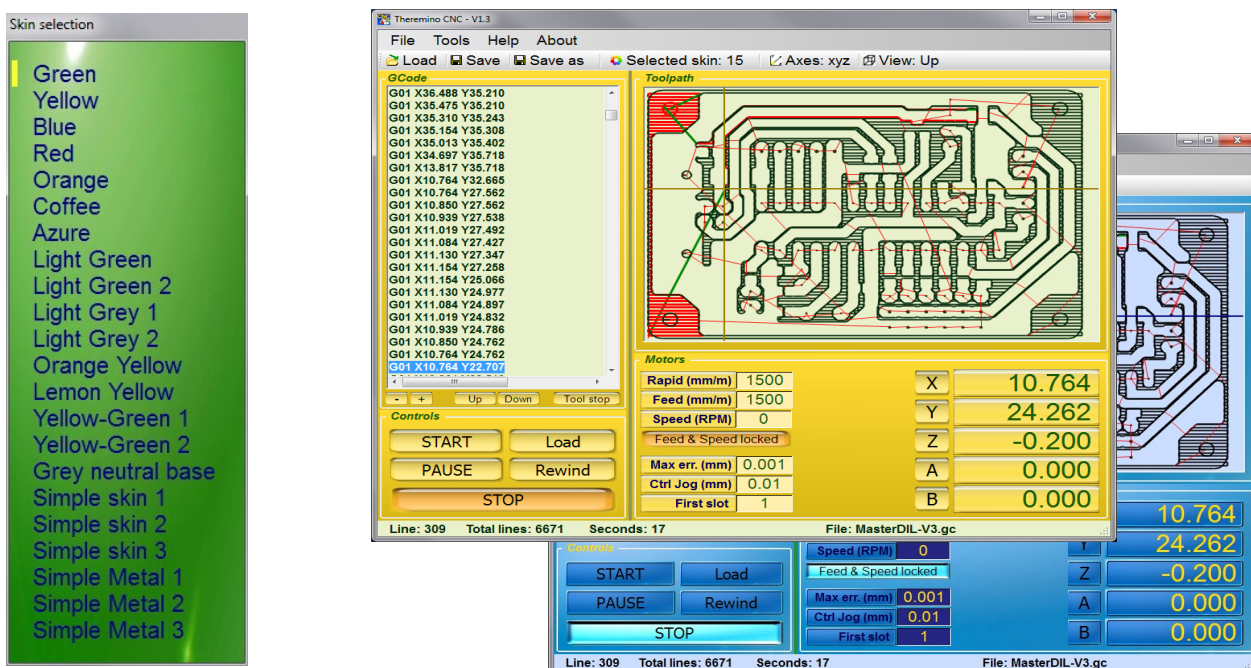 Skin selection
Green
Yellow
Blue
Red
Orange
Coffee
Azure
Light Green
Light Green 2
Light Grey 1
Light Grey 2
Orange Yellow
Lemon Yellow
Yellow-Green 1
Yellow-Green 2
Grey neutral base
Simple skin 1
Simple skin 2
Simple skin 3
Simple Metal 1
Simple Metal 2
Simple Metal 3
Theremino CNC - V1.3
File Tools Help About
Load Save Save as Selected skin: 15 Axes: xyz View: Up
GCode
G01 X36.488 Y35.210
G01 X35.475 Y35.210
G01 X35.310 Y35.243
G01 X35.154 Y35.308
G01 X35.013 Y35.402
G01 X34.697 Y35.718
G01 X13.817 Y35.718
G01 X10.764 Y32.665
G01 X10.764 Y27.562
G01 X10.850 Y27.562
G01 X10.939 Y27.538
G01 X11.019 Y27.492
G01 X11.084 Y27.427
G01 X11.130 Y27.347
G01 X11.154 Y27.258
G01 X11.154 Y25.066
G01 X11.130 Y24.977
G01 X11.084 Y24.897
G01 X11.019 Y24.832
G01 X10.939 Y24.786
G01 X10.850 Y24.762
G01 X10.764 Y24.762
G01 X10.764 Y22.707
- + Up Down Tool stop
Controls
START Load
PAUSE Rewind
STOP
Toolpath
Motors
Rapid (mm/m) 1500
Feed (mm/m) 1500
Speed (RPM) 0
Feed & Speed locked
Max err. (mm) 0.001
Ctrl Jog (mm) 0.01
First slot 1
X 10.764
Y 24.262
Z -0.200
A 0.000
B 0.000
Line: 309 Total lines: 6671 Seconds: 17 File: MasterDIL-V3.gc
Controls
START Load
PAUSE Rewind
STOP
Speed (RPM) 0
Feed & Speed locked
Max err. (mm) 0.001
Ctrl Jog (mm) 0.01
First slot 1
10.764
24.262
Z -0.200
A 0.000
B 0.000
Line: 309 Total lines: 6671 Seconds: 17 File: MasterDIL-V3.gc